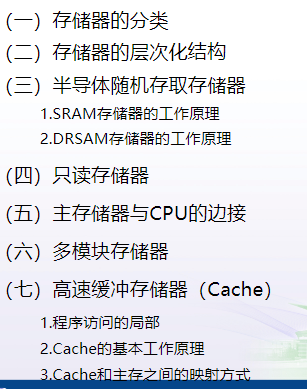 (一) 存储器的分类
(二) 存储器的层次化结构
(三) 半导体随机存取存储器
1.SRAM存储器的工作原理
2.DRSAM存储器的工作原理
(四) 只读存储器
(五) 主存储器与CPU的边接
(六) 多模块存储器
(七) 高速缓冲存储器（Cache）
1.程序访问的局部
2.Cache的基本工作原理
3.Cache和主存之间的映射方式